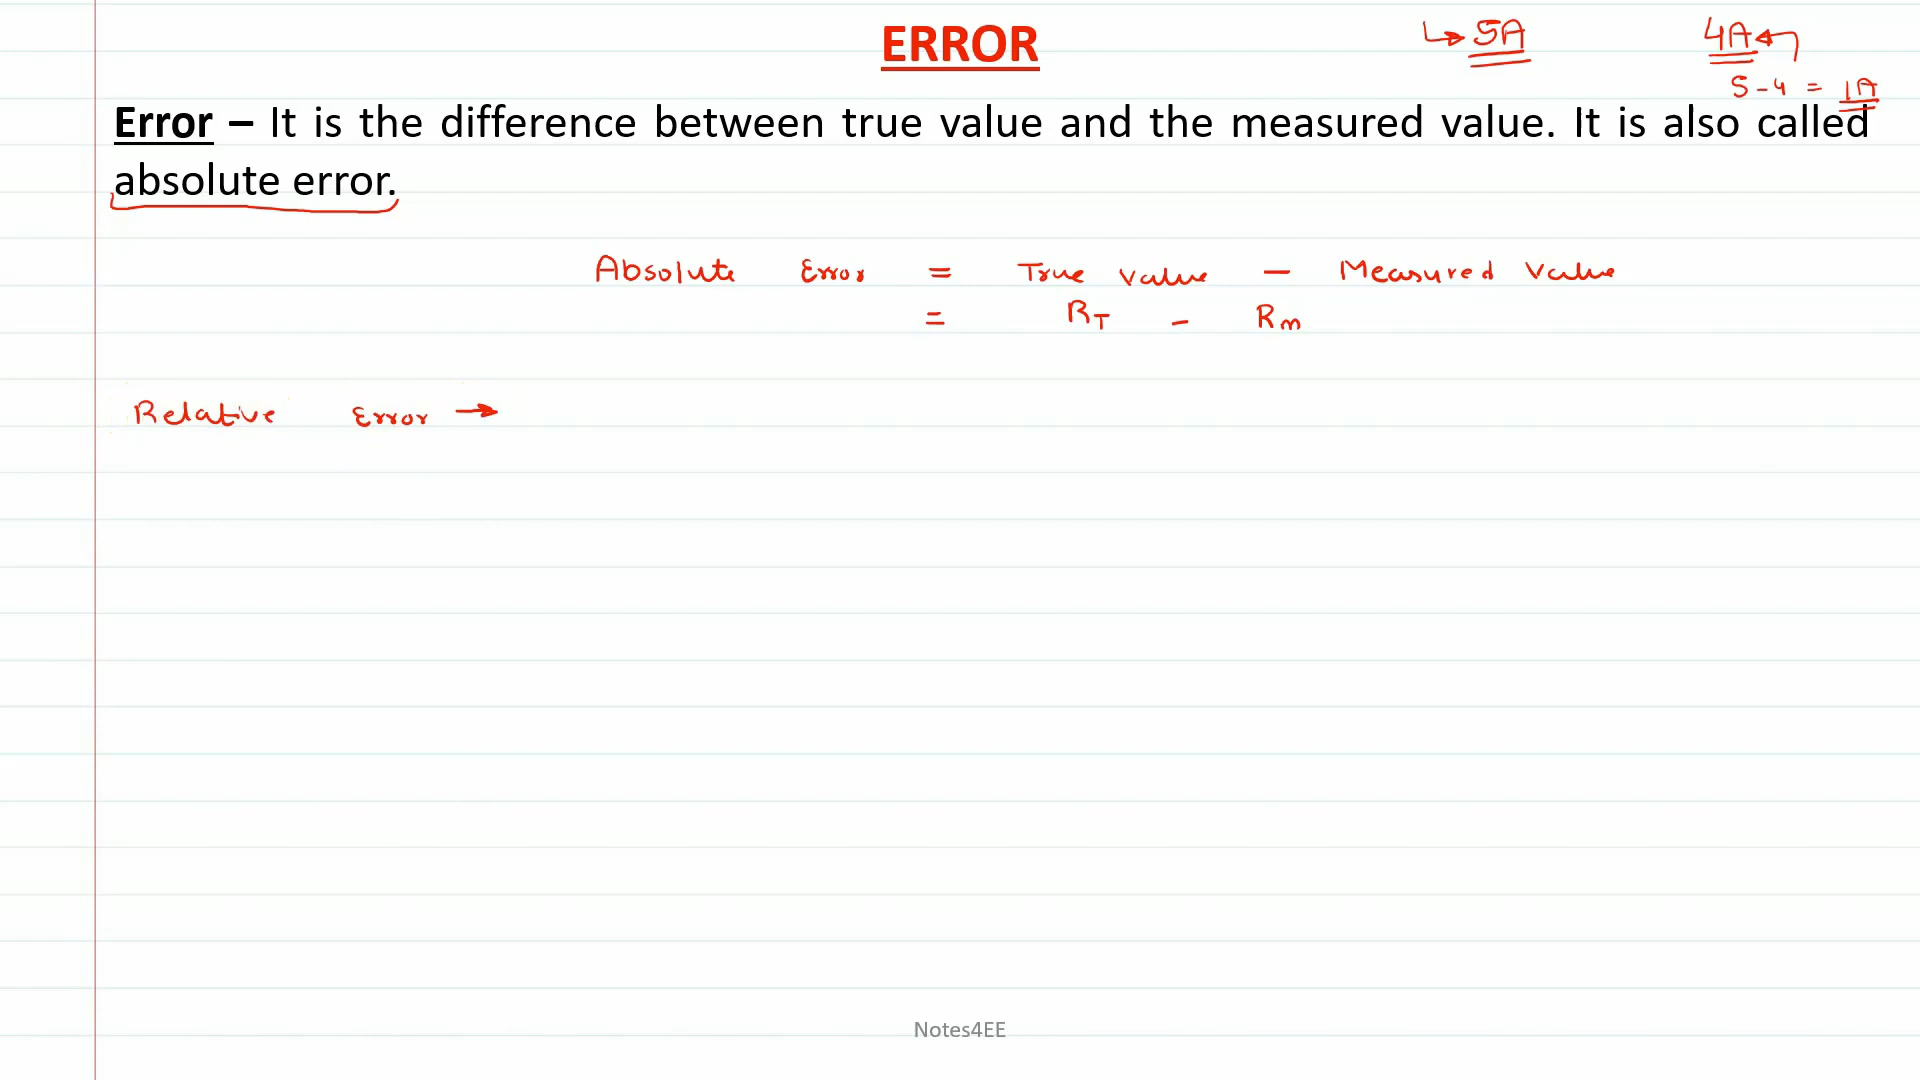 ERROR
5A 4A
5 - 4 = 1A
Error – It is the difference between true value and the measured value. It is also called
absolute error.
Absolute Error = True value - Measured Value
= RT - Rm
Relative Error →
Notes4EE